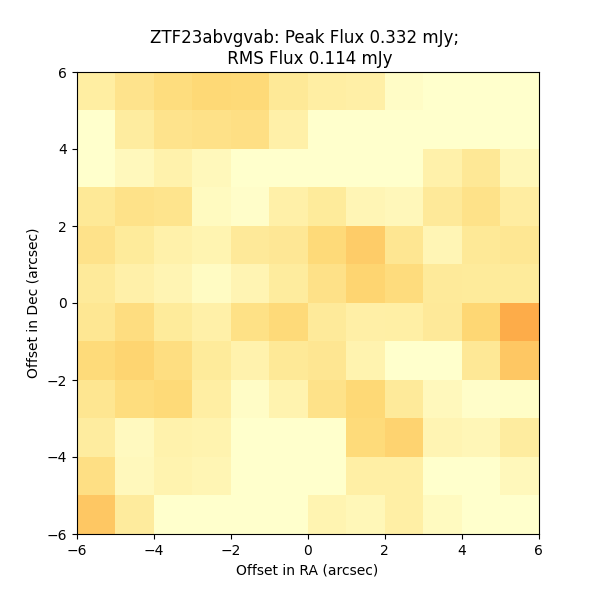 ZTF23abvgvab: Peak Flux 0.332 mJy;
RMS Flux 0.114 mJy
6
4
2
0
−2
−4
−6
Offset in Dec (arcsec)
−6 −4 −2 0 2 4 6
Offset in RA (arcsec)